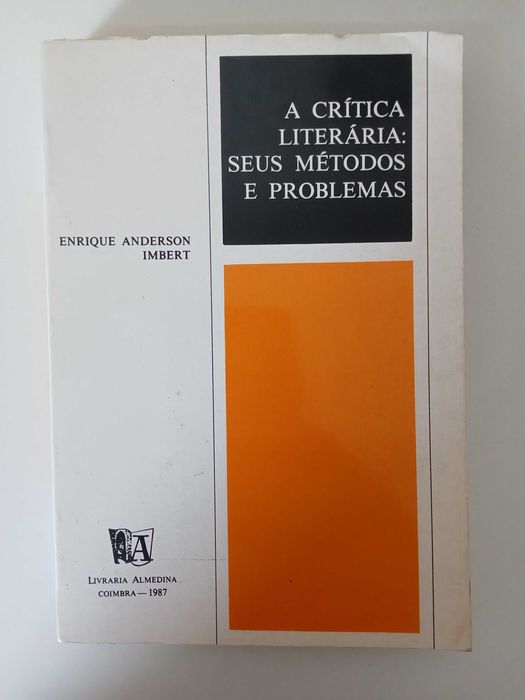 A CRÍTICA
LITERÁRIA:
SEUS MÉTODOS
E PROBLEMAS
ENRIQUE ANDERSON
IMBERT
A
LIVRARIA ALMEDINA
COIMBRA — 1987